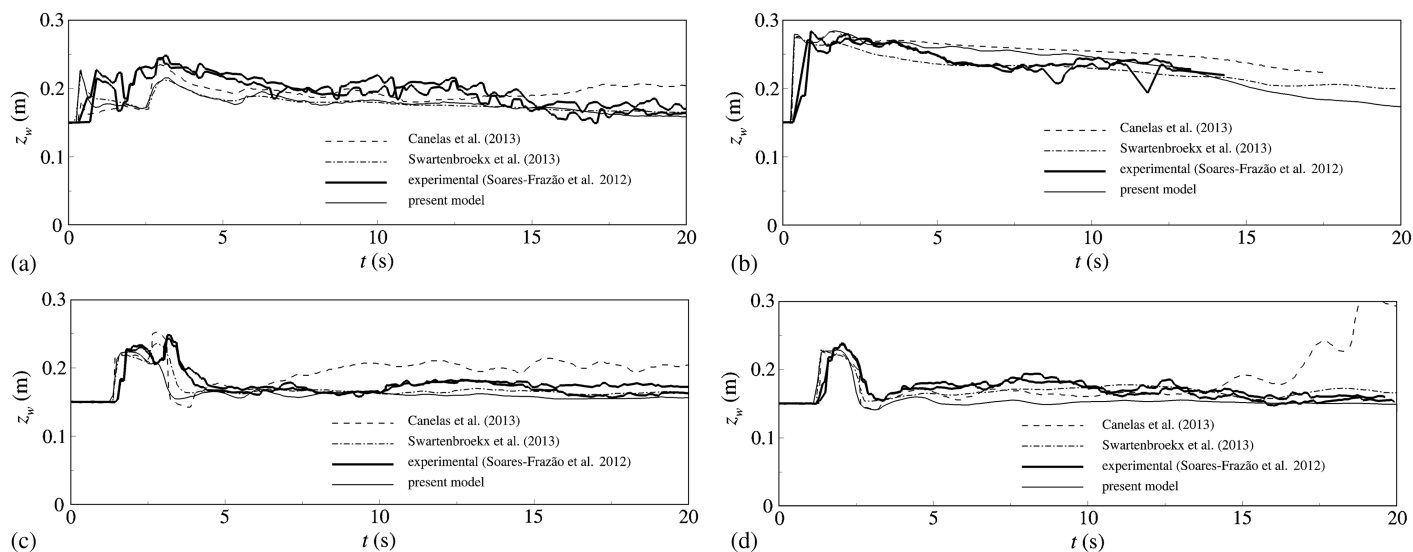 0.3
0.2
0.1
0
z_w (m)
Canelas et al. (2013)
Swartenbroekx et al. (2013)
experimental (Soares-Frazão et al. 2012)
present model
0 5 10 15 20
(a)
t (s)
0.3
0.2
0.1
0
z_w (m)
Canelas et al. (2013)
Swartenbroekx et al. (2013)
experimental (Soares-Frazão et al. 2012)
present model
0 5 10 15 20
(b)
t (s)
0.3
0.2
0.1
0
z_w (m)
Canelas et al. (2013)
Swartenbroekx et al. (2013)
experimental (Soares-Frazão et al. 2012)
present model
0 5 10 15 20
(c)
t (s)
0.3
0.2
0.1
0
z_w (m)
Canelas et al. (2013)
Swartenbroekx et al. (2013)
experimental (Soares-Frazão et al. 2012)
present model
0 5 10 15 20
(d)
t (s)